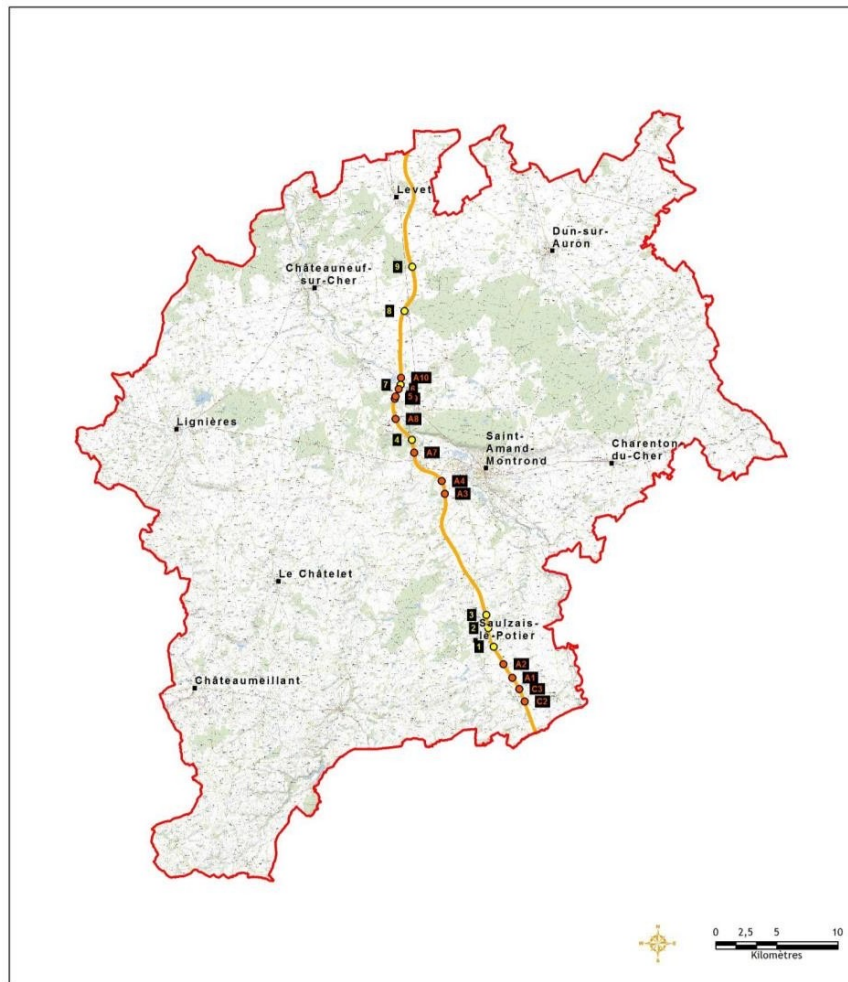 Levet
Dun-sur-
Auron
9
Châteauneuf-
sur-Cher
8
A10
7
6
5
A8
4
A7
Lignières
Saint-
Amand-
Montrond
Charenton-
du-Cher
A4
A3
Le Châtelet
3
2
Saulzais-
le-Potier
1
A2
A1
C3
C2
Châteaumeillant
0 2,5 5 10
Kilomètres